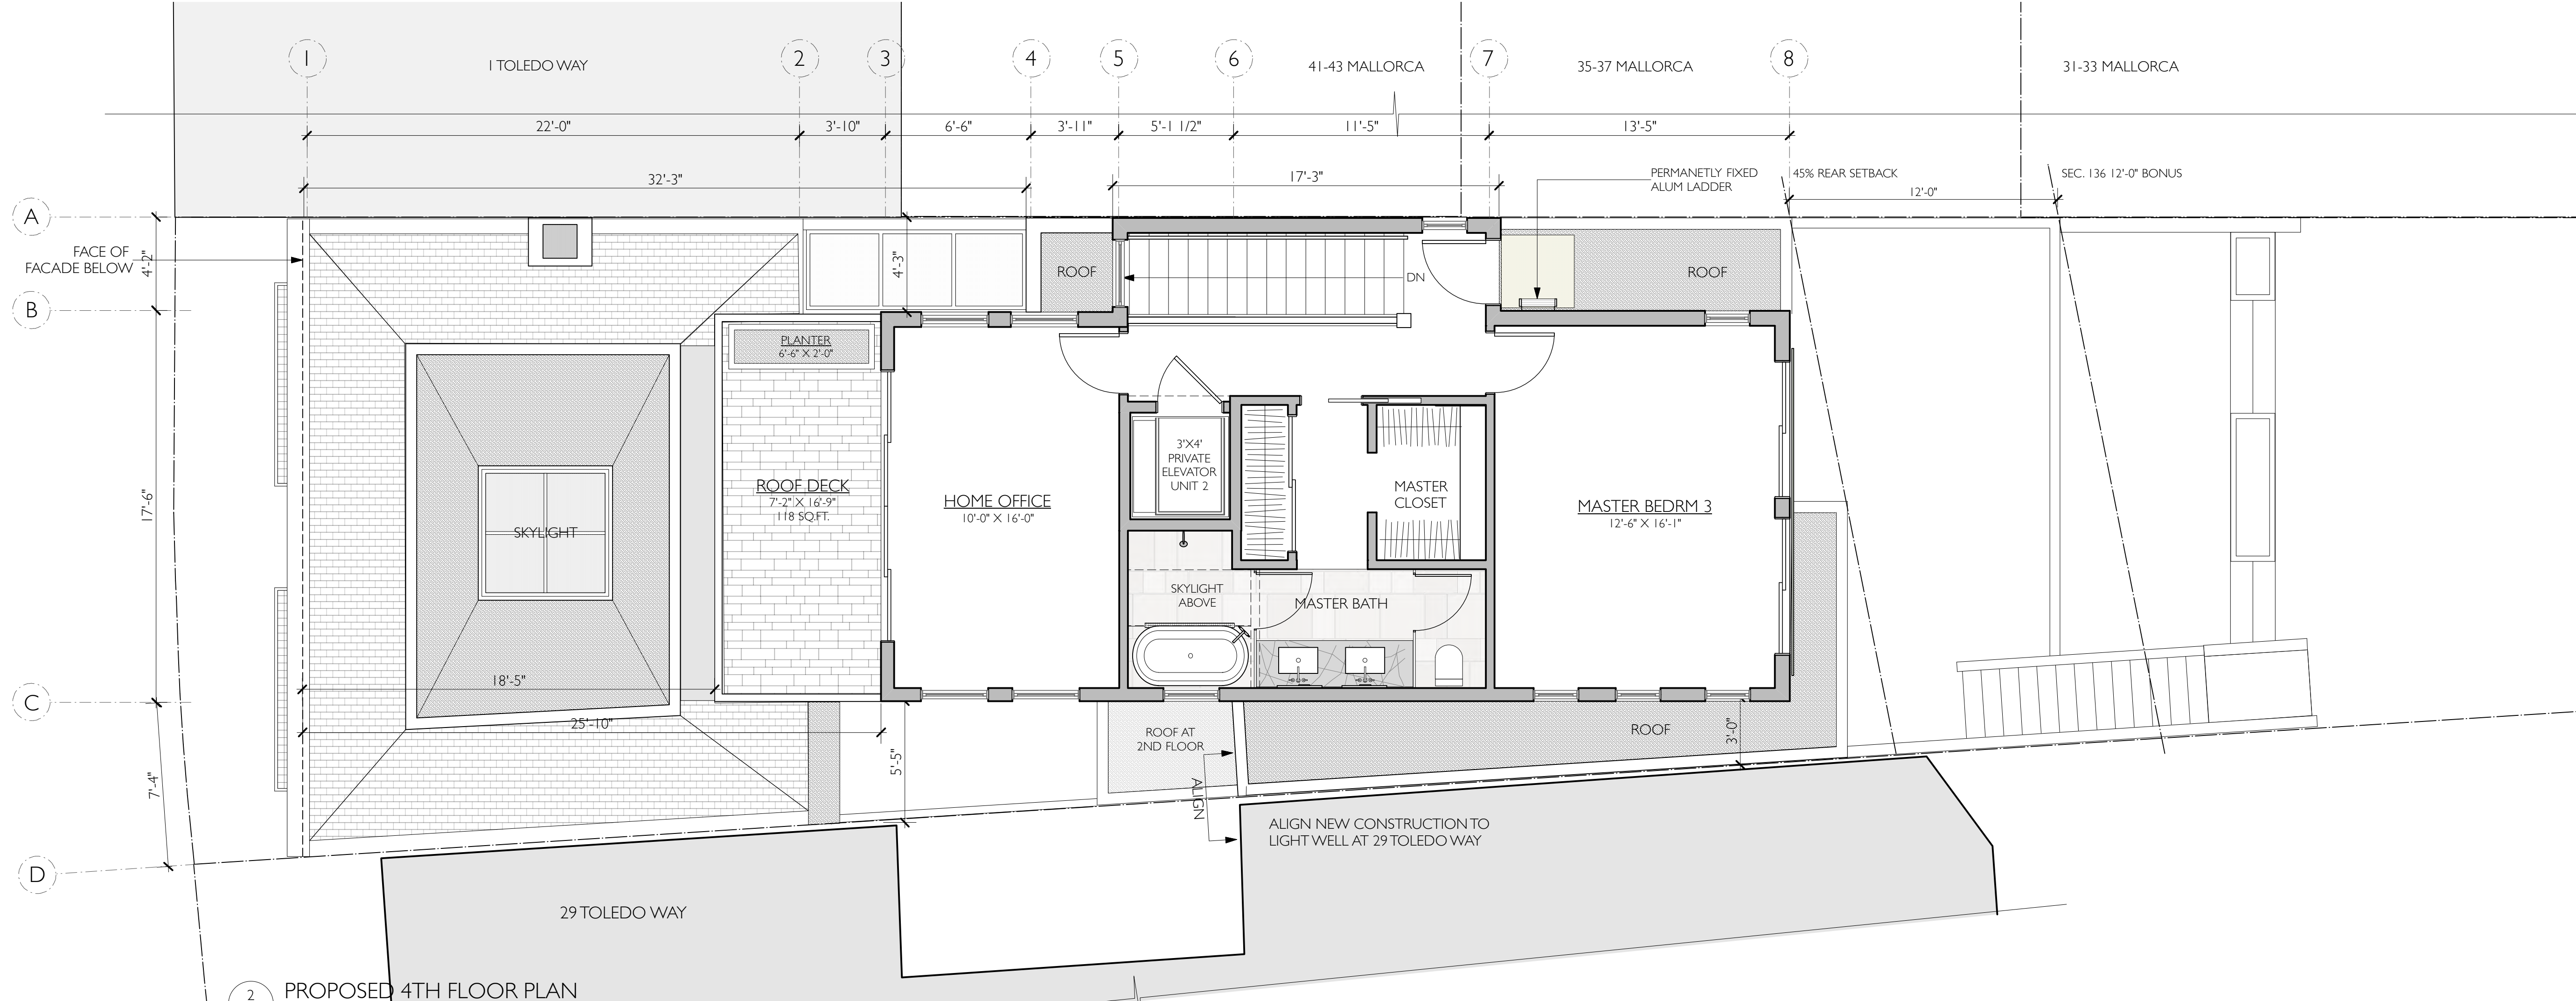 1 2 3 4 5 6 7 8
1 TOLEDO WAY
41-43 MALLORCA
35-37 MALLORCA
31-33 MALLORCA
22'-0" 3'-10" 6'-6" 3'-11" 5'-1 1/2" 11'-5" 13'-5"
32'-3"
17'-3"
PERMANETLY FIXED
ALUM LADDER
45% REAR SETBACK
SEC. 136 12'-0" BONUS
12'-0"
A
FACE OF
FACADE BELOW
4'-2"
4'-3"
ROOF
DN
ROOF
B
PLANTER
6'-6" X 2'-0"
17'-6"
SKYLIGHT
ROOF DECK
7'-2" X 16'-9"
118 SQ.FT.
HOME OFFICE
10'-0" X 16'-0"
3'X4'
PRIVATE
ELEVATOR
UNIT 2
MASTER
CLOSET
MASTER BEDRM 3
12'-6" X 16'-1"
SKYLIGHT
ABOVE
MASTER BATH
18'-5"
C
25'-10"
5'-5"
ROOF AT
2ND FLOOR
ROOF
3'-0"
7'-4"
ALIGN
ALIGN NEW CONSTRUCTION TO
LIGHT WELL AT 29 TOLEDO WAY
D
29 TOLEDO WAY
2
PROPOSED 4TH FLOOR PLAN